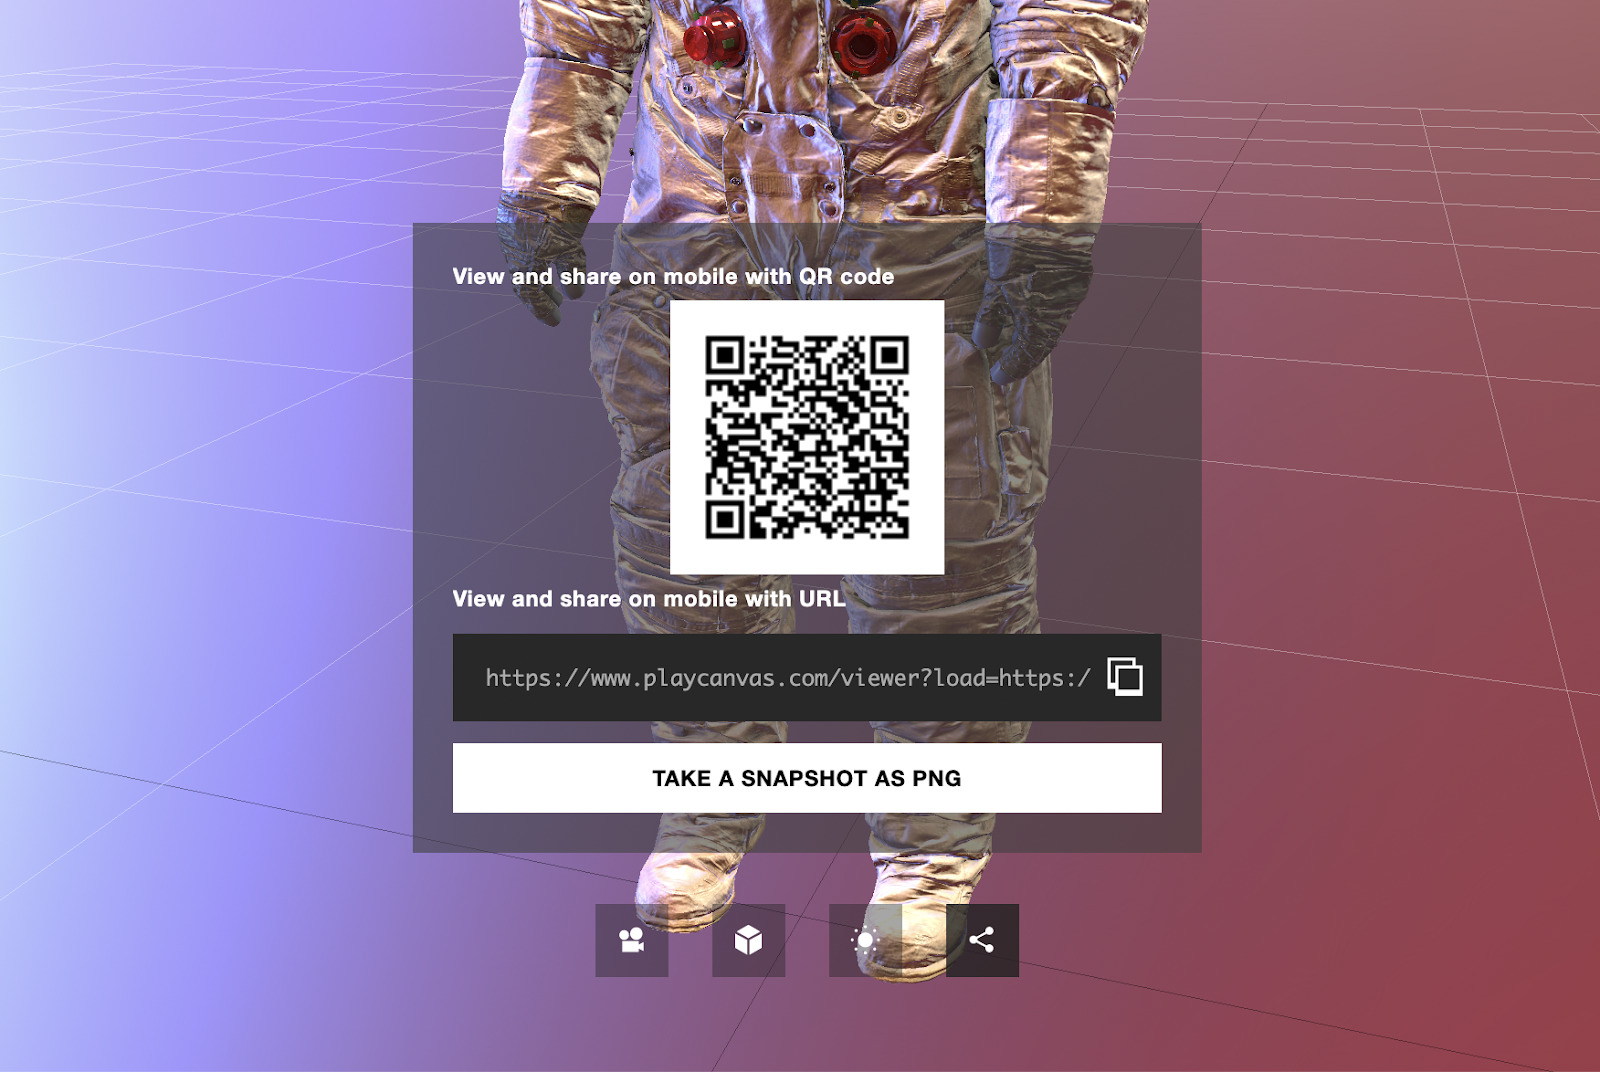 View and share on mobile with QR code
View and share on mobile with URL
https://www.playcanvas.com/viewer?load=https:/
TAKE A SNAPSHOT AS PNG